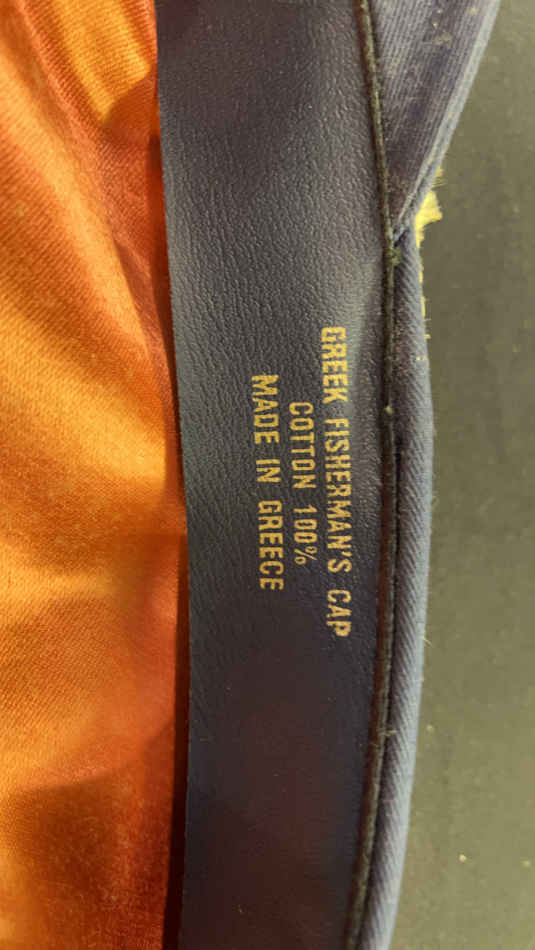 GREEK FISHERMAN'S CAP
COTTON 100%
MADE IN GREECE